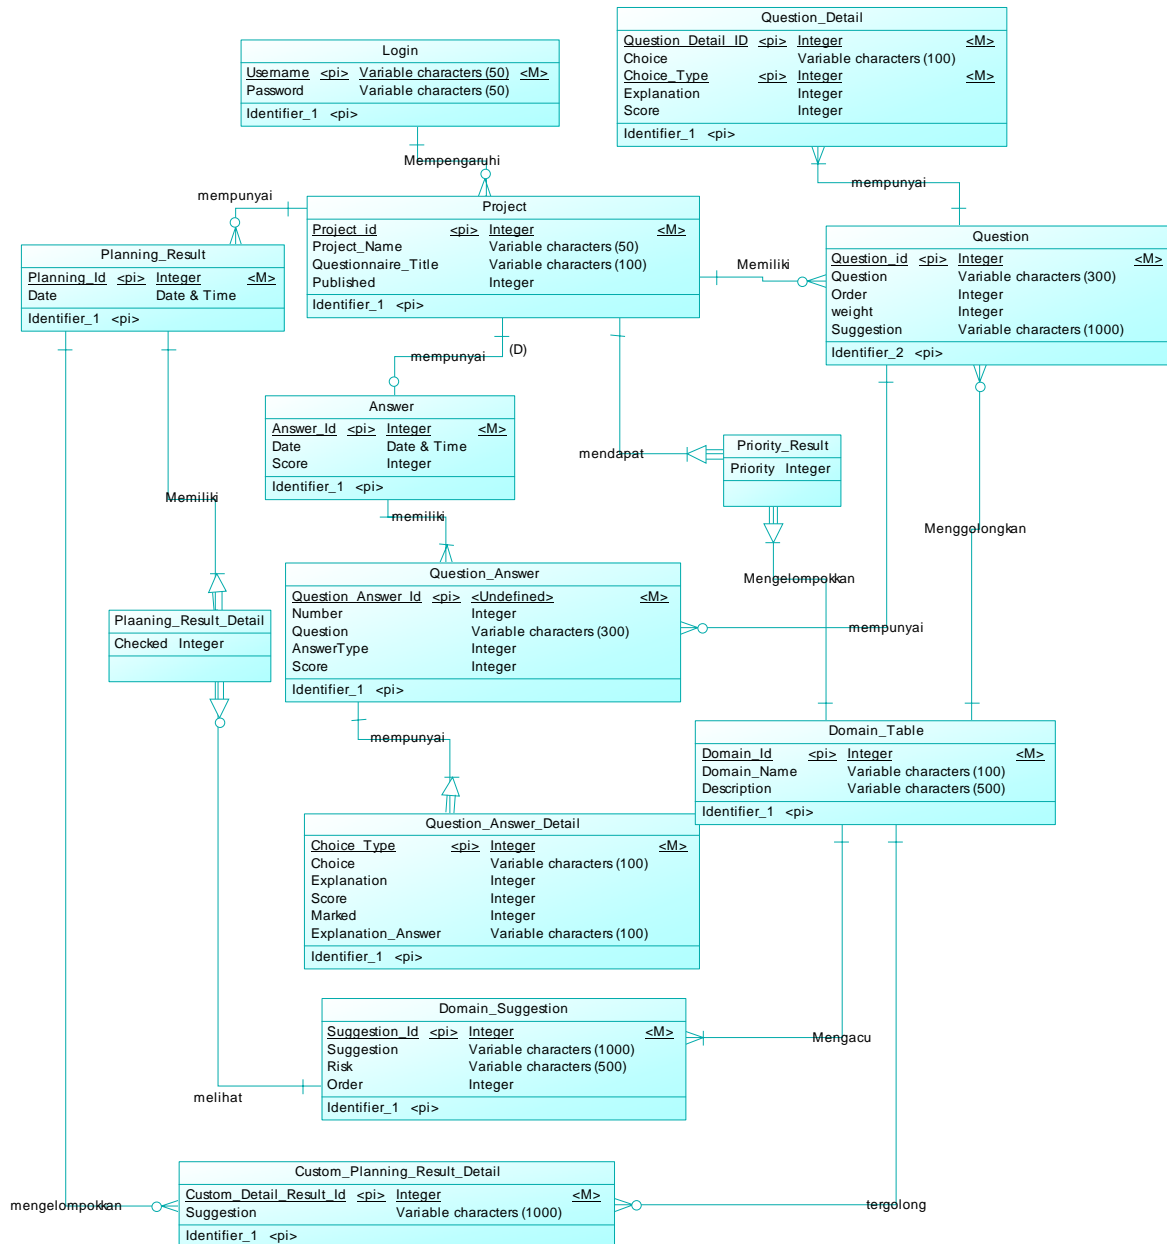 Question_Detail
Question_Detail_ID <pi> Integer <M>
Choice Variable characters (100)
Choice_Type <pi> Integer <M>
Explanation Integer
Score Integer
Identifier_1 <pi>
Login
Username <pi> Variable characters (50) <M>
Password Variable characters (50)
Identifier_1 <pi>
Mempengaruhi
mempunyai
mempunyai
Project
Project_id <pi> Integer <M>
Project_Name Variable characters (50)
Questionnaire_Title Variable characters (100)
Published Integer
Identifier_1 <pi>
Memiliki
Question
Question_id <pi> Integer <M>
Question Variable characters (300)
Order Integer
weight Integer
Suggestion Variable characters (1000)
Identifier_2 <pi>
Planning_Result
Planning_Id <pi> Integer <M>
Date Date & Time
Identifier_1 <pi>
mempunyai
(D)
Answer
Answer_Id <pi> Integer <M>
Date Date & Time
Score Integer
Identifier_1 <pi>
mendapat
Priority_Result
Priority Integer
Memiliki
memiliki
Menggolongkan
Mengelompokkan
Question_Answer
Question_Answer_Id <pi> <Undefined> <M>
Number Integer
Question Variable characters (300)
AnswerType Integer
Score Integer
Identifier_1 <pi>
mempunyai
Plaaning_Result_Detail
Checked Integer
mempunyai
Domain_Table
Domain_Id <pi> Integer <M>
Domain_Name Variable characters (100)
Description Variable characters (500)
Identifier_1 <pi>
Question_Answer_Detail
Choice_Type <pi> Integer <M>
Choice Variable characters (100)
Explanation Integer
Score Integer
Marked Integer
Explanation_Answer Variable characters (100)
Identifier_1 <pi>
Domain_Suggestion
Suggestion_Id <pi> Integer <M>
Suggestion Variable characters (1000)
Risk Variable characters (500)
Order Integer
Identifier_1 <pi>
Mengacu
melihat
Custom_Planning_Result_Detail
Custom_Detail_Result_Id <pi> Integer <M>
Suggestion Variable characters (1000)
Identifier_1 <pi>
mengelompokkan
tergolong